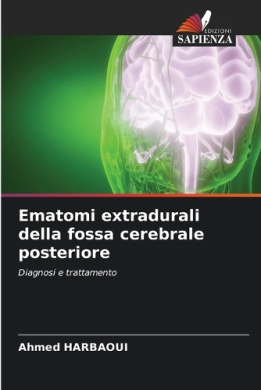 EDIZIONI
SAPIENZA
Ematomi extradurali
della fossa cerebrale
posteriore
Diagnosi e trattamento
Ahmed HARBAOUI